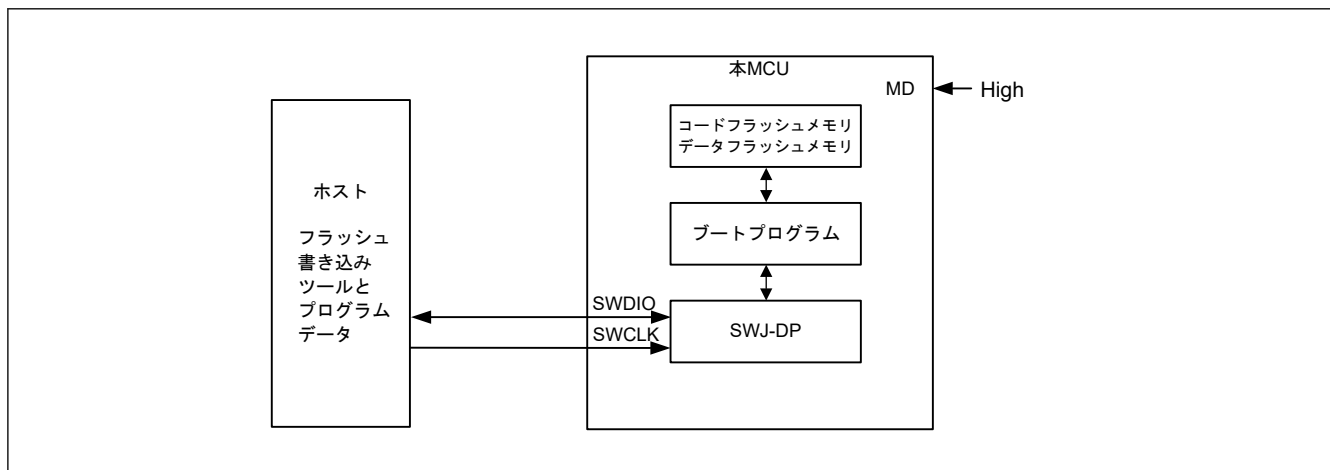 本MCU
MD
High
コードフラッシュメモリ
データフラッシュメモリ
ホスト
フラッシュ
書き込み
ツールと
プログラム
データ
ブートプログラム
SWDIO
SWCLK
SWJ-DP